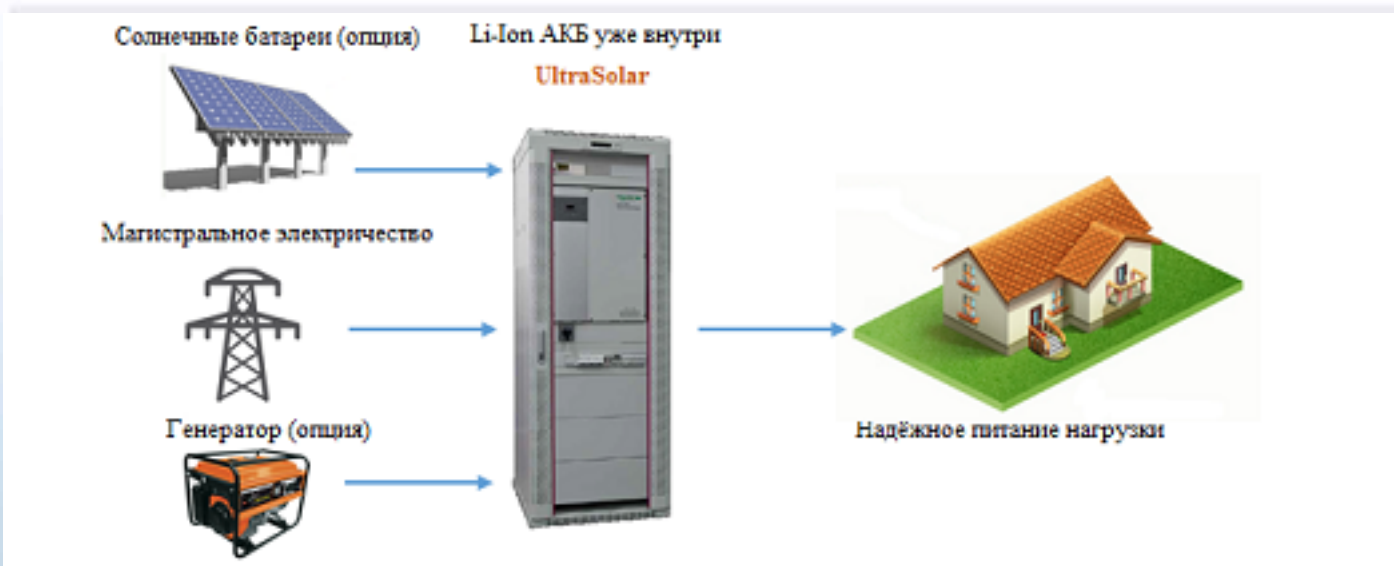 Солнечные батареи (опция)
Li-Ion АКБ уже внутри
UltraSolar
Магистральное электричество
Генератор (опция)
Надёжное питание нагрузки